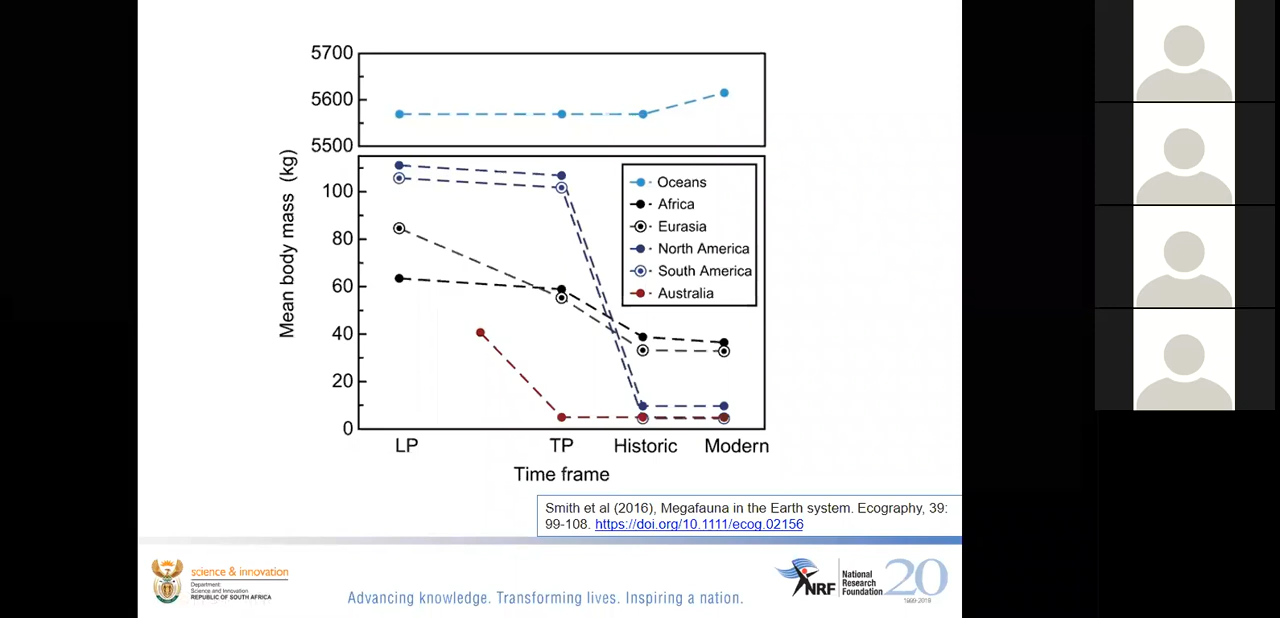 5700
5600
5500
100
80
60
40
20
0
Mean body mass (kg)
Oceans
Africa
Eurasia
North America
South America
Australia
LP TP Historic Modern
Time frame
Smith et al (2016), Megafauna in the Earth system. Ecography, 39:
99-108. https://doi.org/10.1111/ecog.02156
science & innovation
Department
Science and Innovation
REPUBLIC OF SOUTH AFRICA
Advancing knowledge. Transforming lives. Inspiring a nation.
NRF
National
Research
Foundation
20
1999-2019